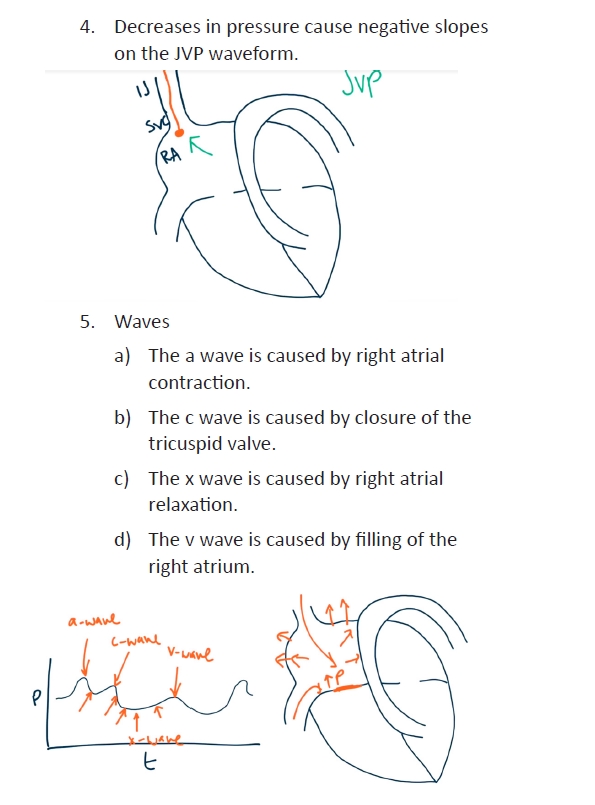 4. Decreases in pressure cause negative slopes
on the JVP waveform.
JVP
IJ
SVC
RA
5. Waves
a) The a wave is caused by right atrial
contraction.
b) The c wave is caused by closure of the
tricuspid valve.
c) The x wave is caused by right atrial
relaxation.
d) The v wave is caused by filling of the
right atrium.
a-wave
c-wave
v-wave
↑P
P
x-wave
t